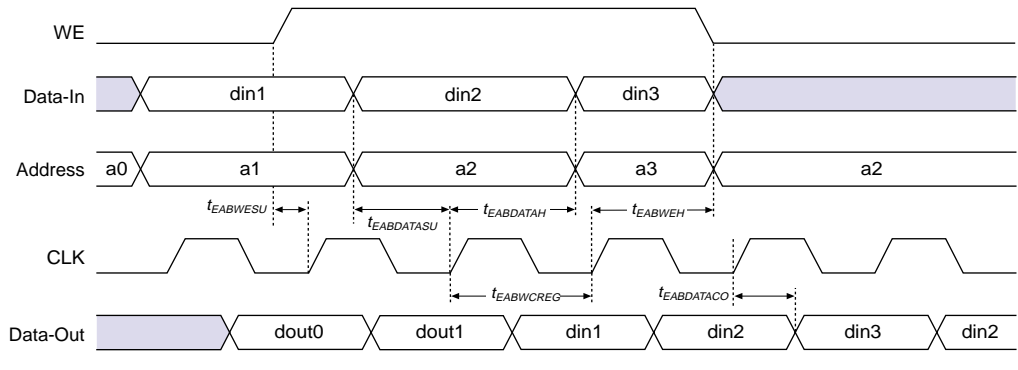 WE
Data-In din1 din2 din3
Address a0 a1 a2 a3 a2
tEABWESU tEABDATASU tEABDATAH tEABWEH
CLK
tEABWCREG tEABDATACO
Data-Out dout0 dout1 din1 din2 din3 din2